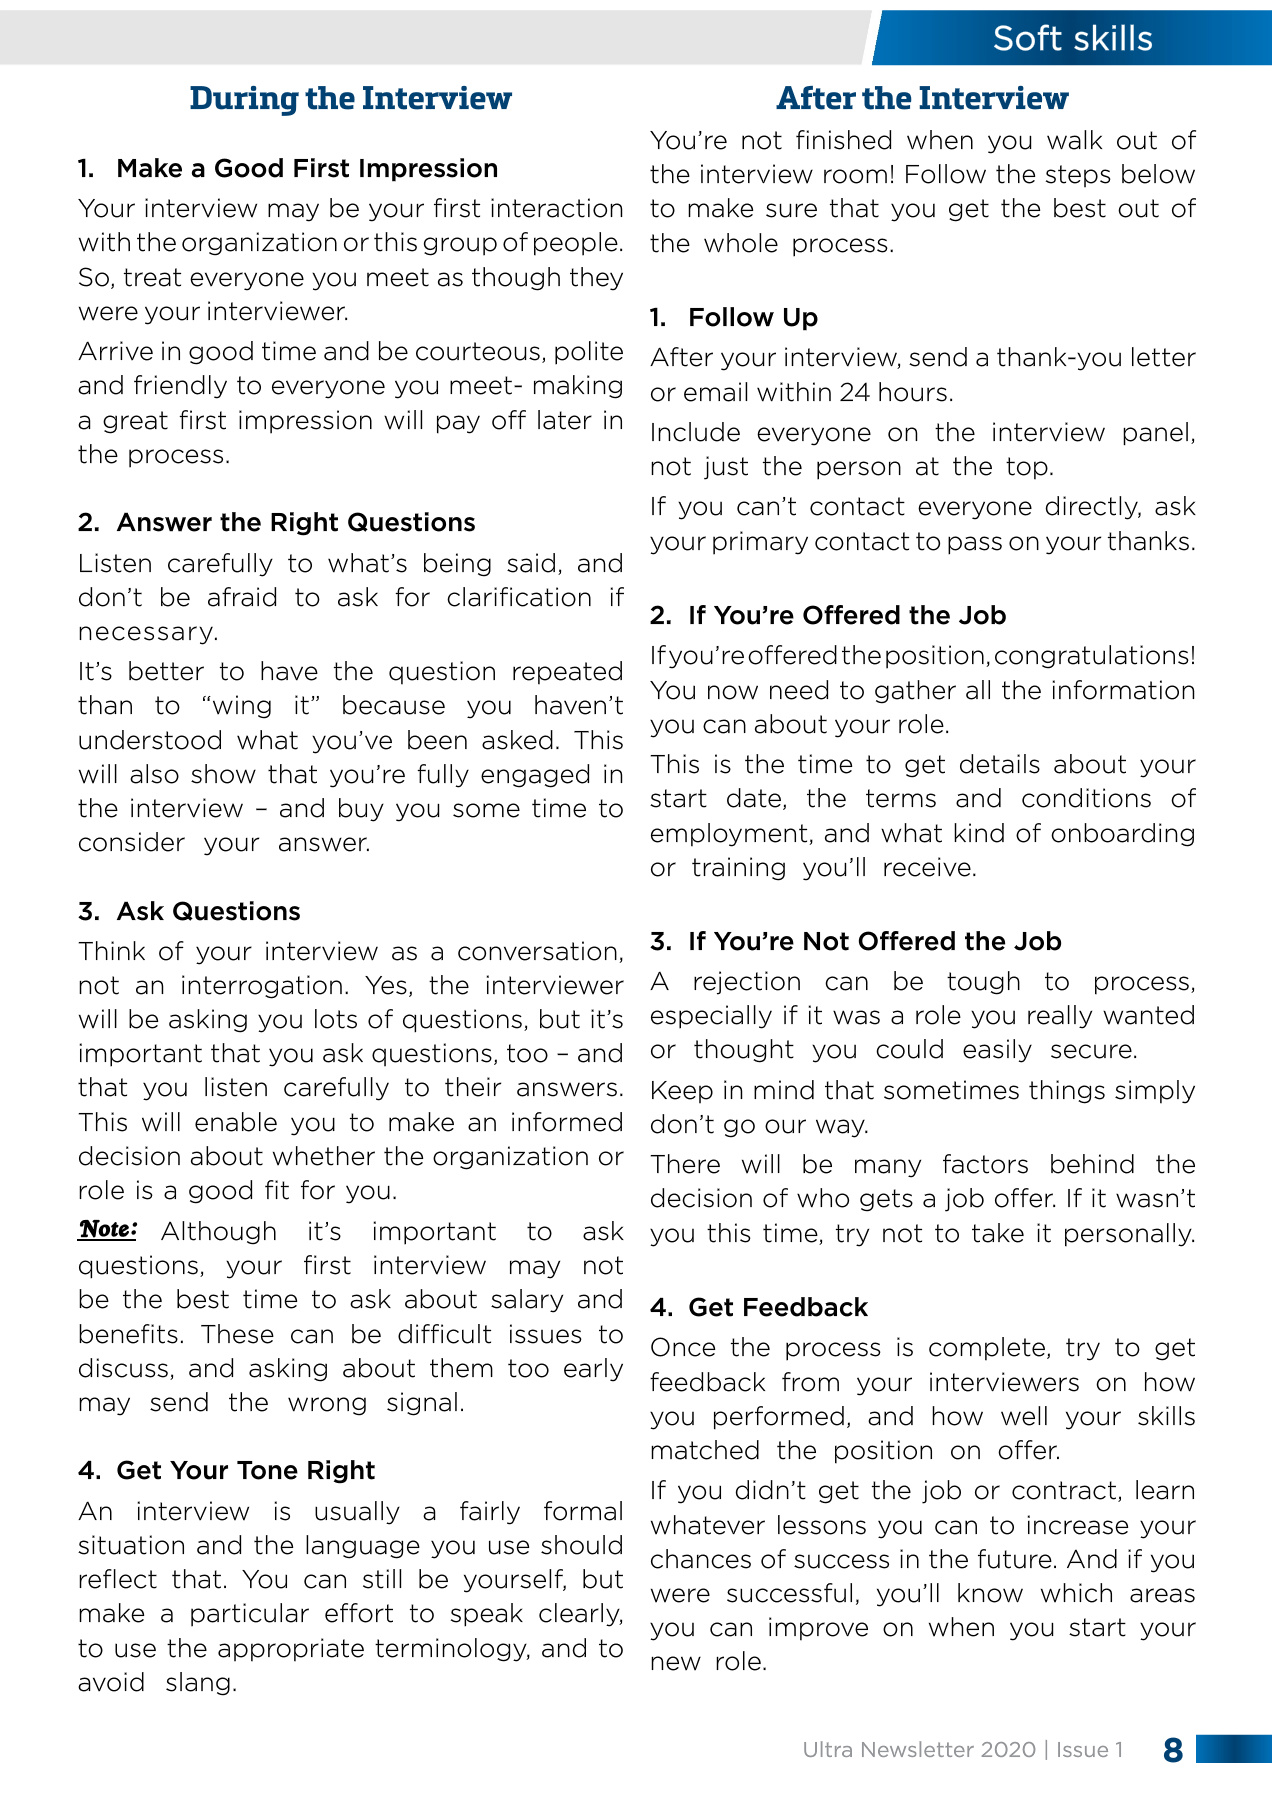 Soft skills
During the Interview
1. Make a Good First Impression
Your interview may be your first interaction
with the organization or this group of people.
So, treat everyone you meet as though they
were your interviewer.
Arrive in good time and be courteous, polite
and friendly to everyone you meet- making
a great first impression will pay off later in
the process.
2. Answer the Right Questions
Listen carefully to what's being said, and
don't be afraid to ask for clarification if
necessary.
It's better to have the question repeated
than to “wing it” because you haven't
understood what you've been asked. This
will also show that you're fully engaged in
the interview – and buy you some time to
consider your answer.
3. Ask Questions
Think of your interview as a conversation,
not an interrogation. Yes, the interviewer
will be asking you lots of questions, but it's
important that you ask questions, too – and
that you listen carefully to their answers.
This will enable you to make an informed
decision about whether the organization or
role is a good fit for you.
Note: Although it's important to ask
questions, your first interview may not
be the best time to ask about salary and
benefits. These can be difficult issues to
discuss, and asking about them too early
may send the wrong signal.
4. Get Your Tone Right
An interview is usually a fairly formal
situation and the language you use should
reflect that. You can still be yourself, but
make a particular effort to speak clearly,
to use the appropriate terminology, and to
avoid slang.
After the Interview
You're not finished when you walk out of
the interview room! Follow the steps below
to make sure that you get the best out of
the whole process.
1. Follow Up
After your interview, send a thank-you letter
or email within 24 hours.
Include everyone on the interview panel,
not just the person at the top.
If you can't contact everyone directly, ask
your primary contact to pass on your thanks.
2. If You're Offered the Job
If you're offered the position, congratulations!
You now need to gather all the information
you can about your role.
This is the time to get details about your
start date, the terms and conditions of
employment, and what kind of onboarding
or training you'll receive.
3. If You're Not Offered the Job
A rejection can be tough to process,
especially if it was a role you really wanted
or thought you could easily secure.
Keep in mind that sometimes things simply
don't go our way.
There will be many factors behind the
decision of who gets a job offer. If it wasn't
you this time, try not to take it personally.
4. Get Feedback
Once the process is complete, try to get
feedback from your interviewers on how
you performed, and how well your skills
matched the position on offer.
If you didn't get the job or contract, learn
whatever lessons you can to increase your
chances of success in the future. And if you
were successful, you'll know which areas
you can improve on when you start your
new role.
Ultra Newsletter 2020 | Issue 1 8